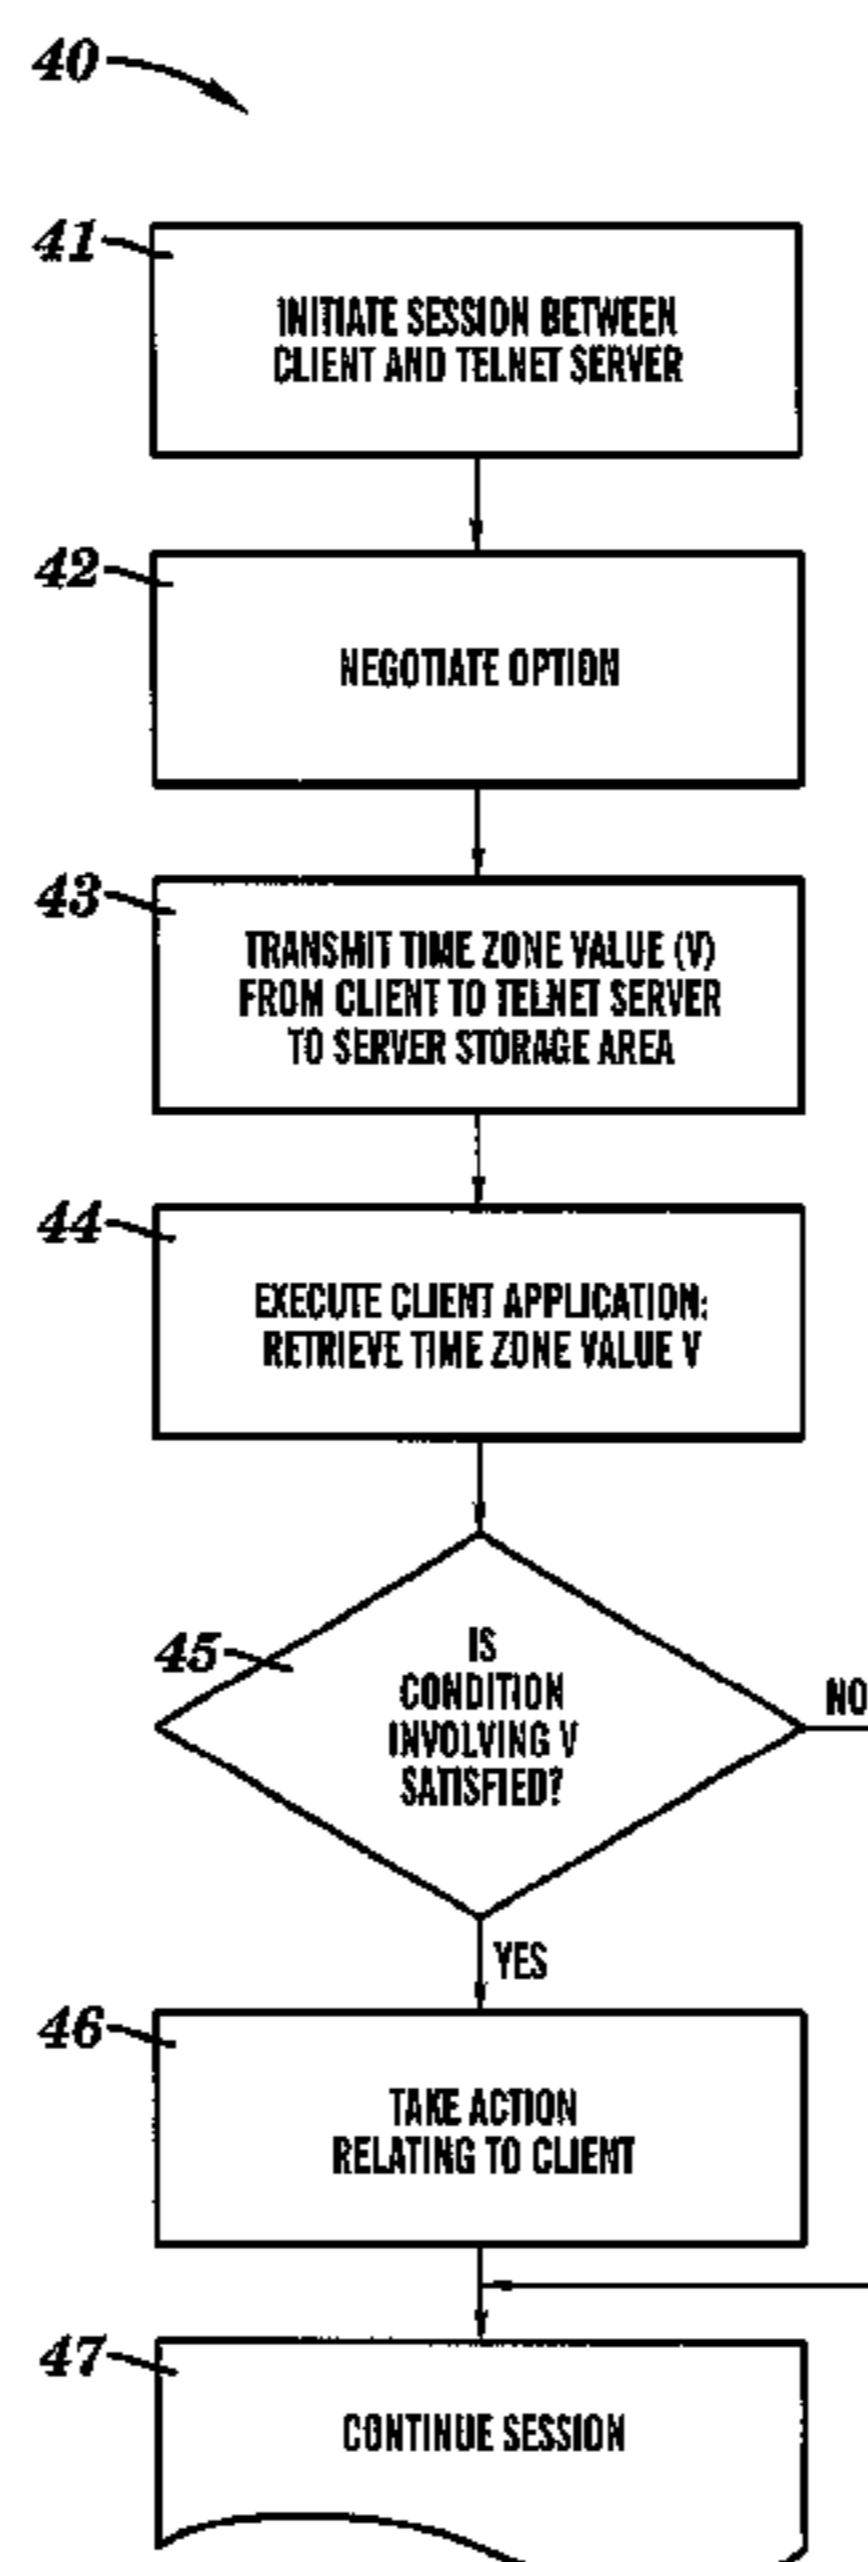 40
41
INITIATE SESSION BETWEEN
CLIENT AND TELNET SERVER
42
NEGOTIATE OPTION
43
TRANSMIT TIME ZONE VALUE (V)
FROM CLIENT TO TELNET SERVER
TO SERVER STORAGE AREA
44
EXECUTE CLIENT APPLICATION:
RETRIEVE TIME ZONE VALUE V
45
IS
CONDITION
INVOLVING V
SATISFIED?
NO
YES
46
TAKE ACTION
RELATING TO CLIENT
47
CONTINUE SESSION